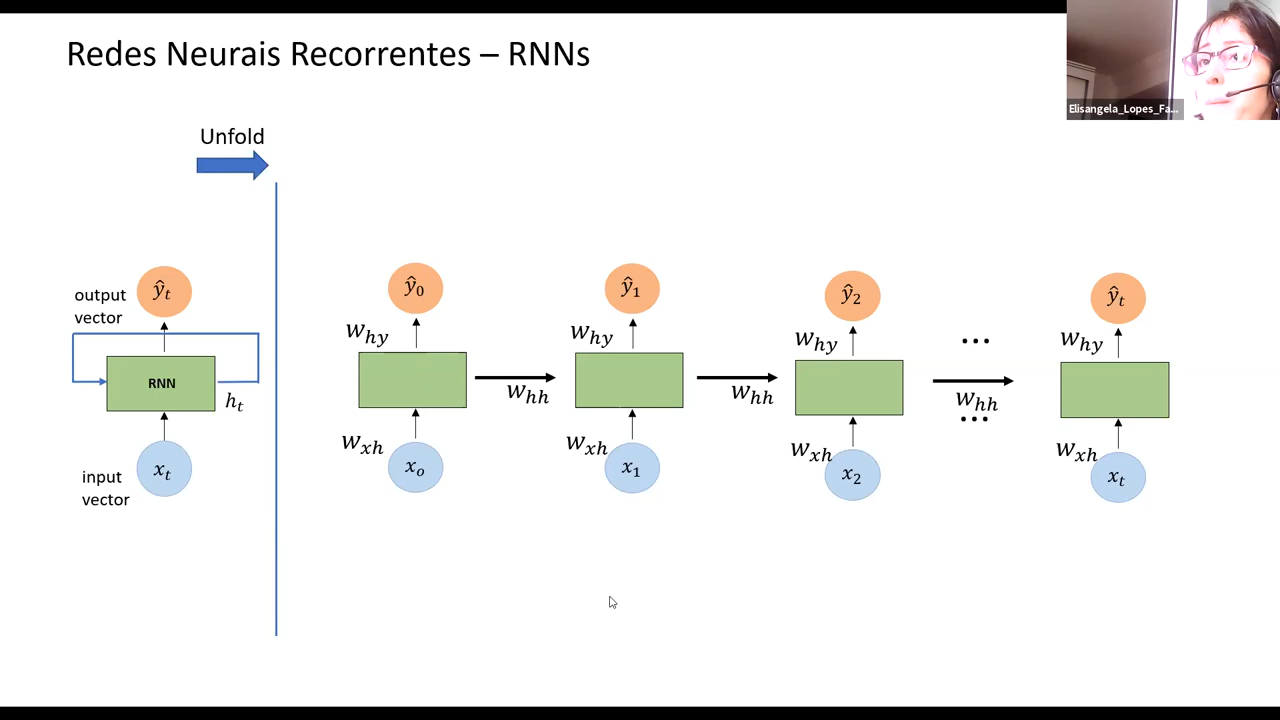 Redes Neurais Recorrentes – RNNs
Elisangela_Lopes_Fa...
Unfold
output
vector
ŷt
RNN
ht
input
vector
xt
ŷ0
ŷ1
ŷ2
ŷt
Why
Why
Why
...
Why
Whh
Whh
Whh
...
Wxh
Wxh
Wxh
Wxh
xo
x1
x2
xt